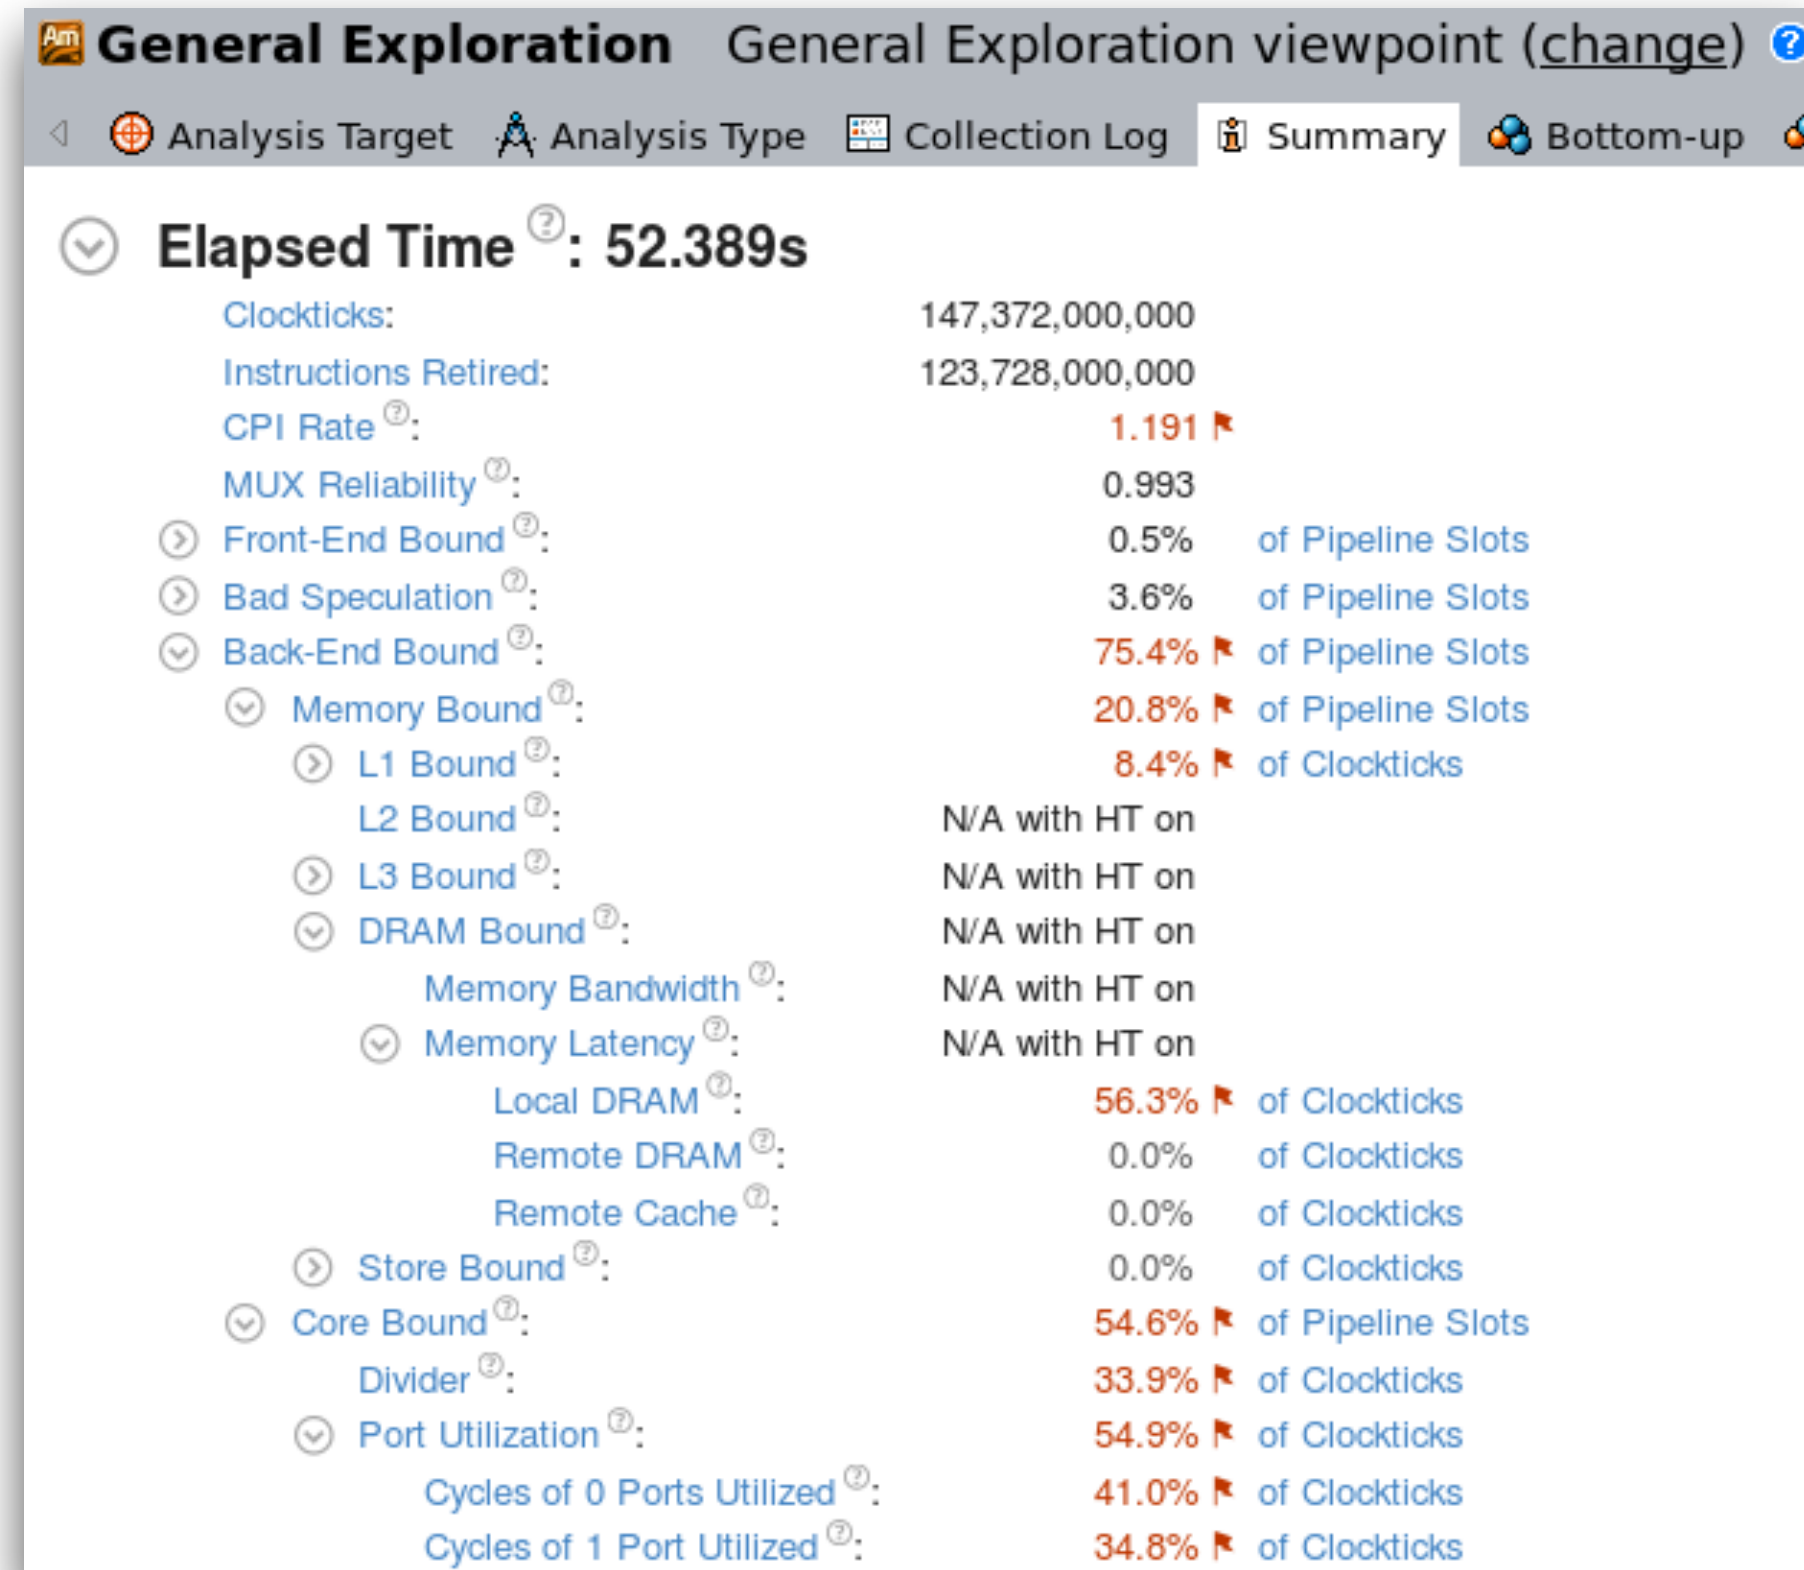 Am General Exploration General Exploration viewpoint (change) ?
Analysis Target Analysis Type Collection Log Summary Bottom-up
Elapsed Time ?: 52.389s
Clockticks: 147,372,000,000
Instructions Retired: 123,728,000,000
CPI Rate ?: 1.191
MUX Reliability ?: 0.993
Front-End Bound ?: 0.5% of Pipeline Slots
Bad Speculation ?: 3.6% of Pipeline Slots
Back-End Bound ?: 75.4% of Pipeline Slots
Memory Bound ?: 20.8% of Pipeline Slots
L1 Bound ?: 8.4% of Clockticks
L2 Bound ?: N/A with HT on
L3 Bound ?: N/A with HT on
DRAM Bound ?: N/A with HT on
Memory Bandwidth ?: N/A with HT on
Memory Latency ?: N/A with HT on
Local DRAM ?: 56.3% of Clockticks
Remote DRAM ?: 0.0% of Clockticks
Remote Cache ?: 0.0% of Clockticks
Store Bound ?: 0.0% of Clockticks
Core Bound ?: 54.6% of Pipeline Slots
Divider ?: 33.9% of Clockticks
Port Utilization ?: 54.9% of Clockticks
Cycles of 0 Ports Utilized ?: 41.0% of Clockticks
Cycles of 1 Port Utilized ?: 34.8% of Clockticks